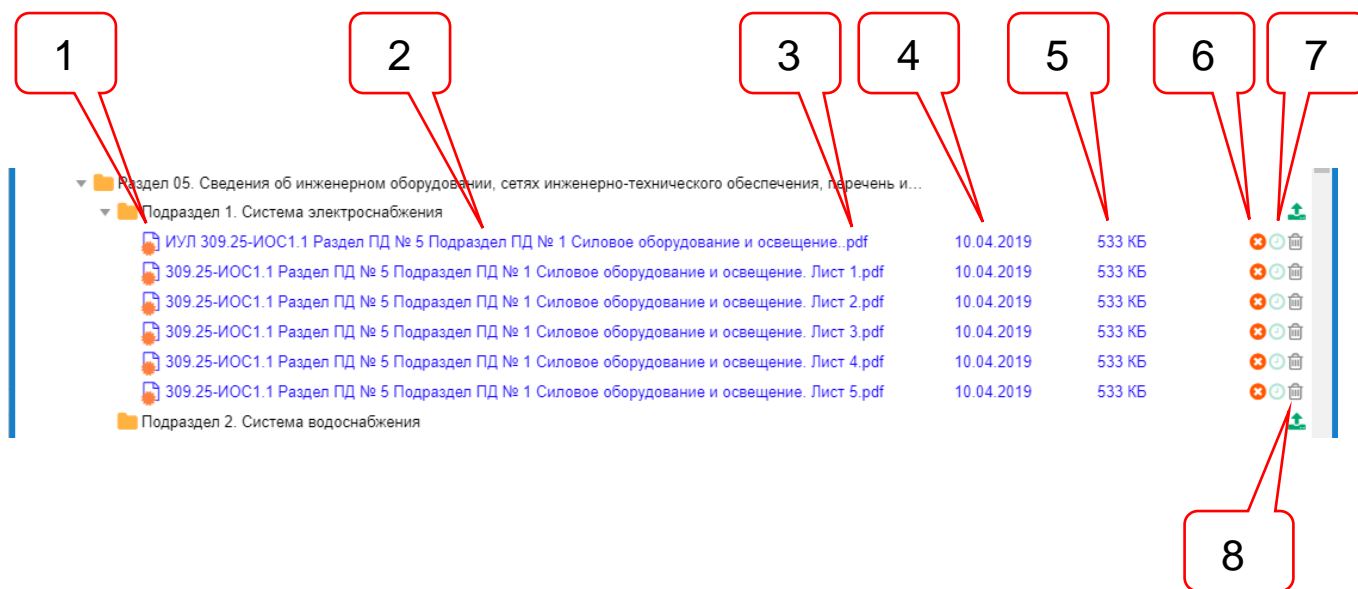 1 2 3 4 5 6 7
Раздел 05. Сведения об инженерном оборудовании, сетях инженерно-технического обеспечения, перечень и...
Подраздел 1. Система электроснабжения
ИУЛ 309.25-ИОС1.1 Раздел ПД № 5 Подраздел ПД № 1 Силовое оборудование и освещение..pdf 10.04.2019 533 КБ
309.25-ИОС1.1 Раздел ПД № 5 Подраздел ПД № 1 Силовое оборудование и освещение. Лист 1.pdf 10.04.2019 533 КБ
309.25-ИОС1.1 Раздел ПД № 5 Подраздел ПД № 1 Силовое оборудование и освещение. Лист 2.pdf 10.04.2019 533 КБ
309.25-ИОС1.1 Раздел ПД № 5 Подраздел ПД № 1 Силовое оборудование и освещение. Лист 3.pdf 10.04.2019 533 КБ
309.25-ИОС1.1 Раздел ПД № 5 Подраздел ПД № 1 Силовое оборудование и освещение. Лист 4.pdf 10.04.2019 533 КБ
309.25-ИОС1.1 Раздел ПД № 5 Подраздел ПД № 1 Силовое оборудование и освещение. Лист 5.pdf 10.04.2019 533 КБ
Подраздел 2. Система водоснабжения
8